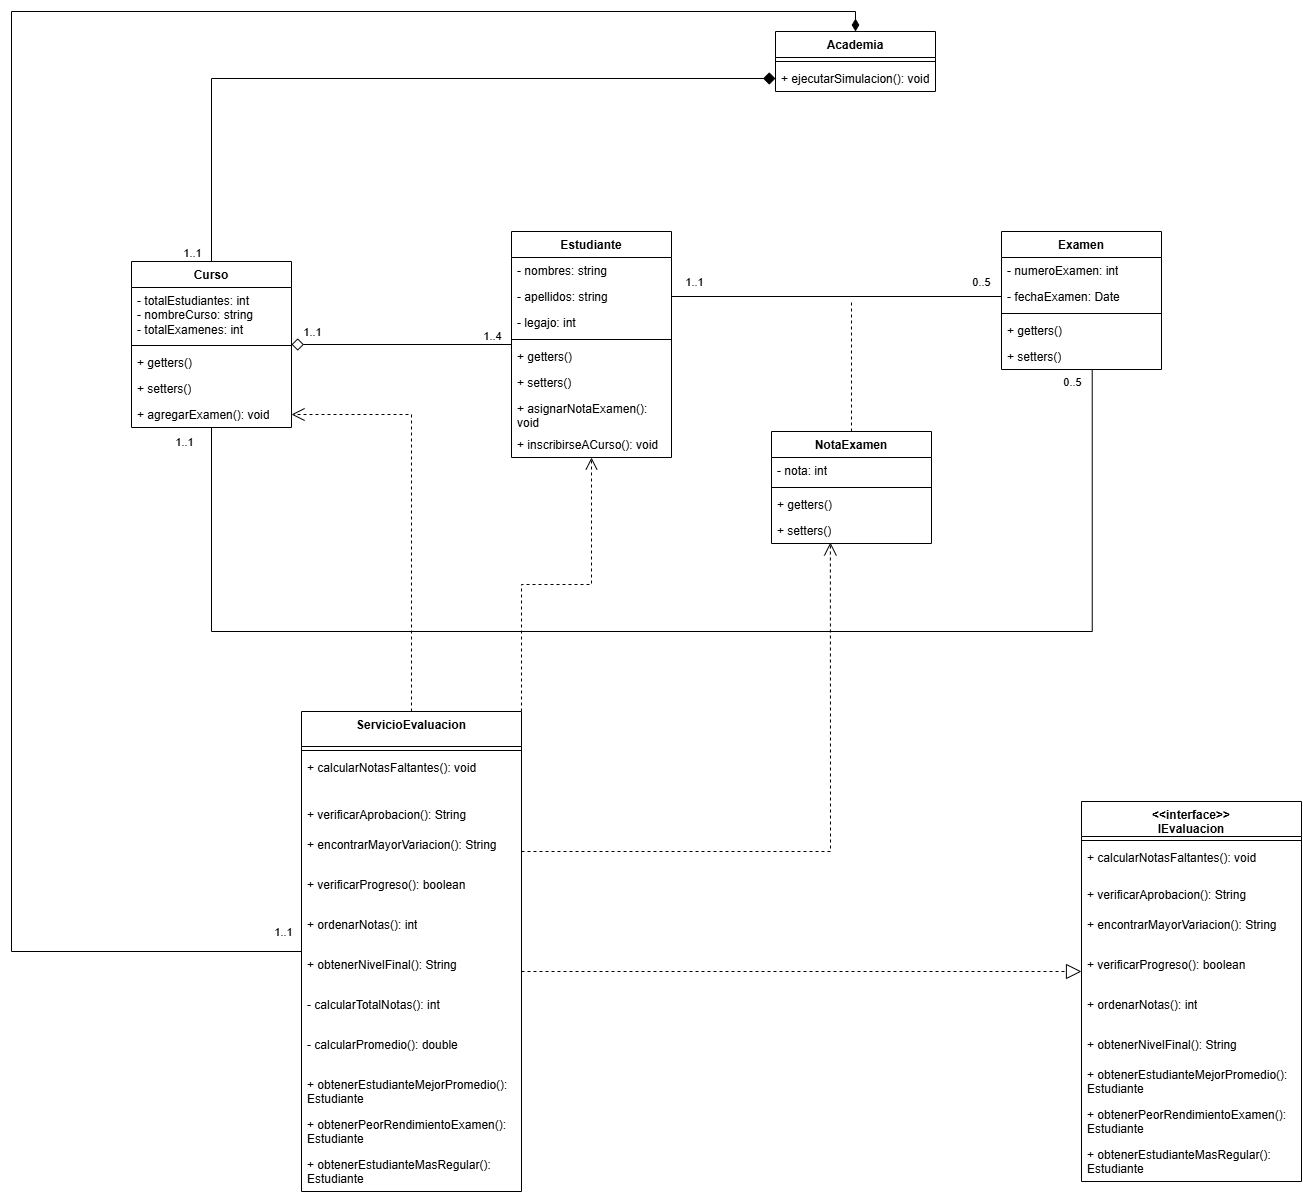 Academia
+ ejecutarSimulacion(): void
1..1
Curso
- totalEstudiantes: int
- nombreCurso: string
- totalExamenes: int
+ getters()
+ setters()
+ agregarExamen(): void
1..1
1..1
1..4
Estudiante
- nombres: string
- apellidos: string
- legajo: int
+ getters()
+ setters()
+ asignarNotaExamen():
void
+ inscribirseACurso(): void
1..1
0..5
Examen
- numeroExamen: int
- fechaExamen: Date
+ getters()
+ setters()
0..5
NotaExamen
- nota: int
+ getters()
+ setters()
ServicioEvaluacion
+ calcularNotasFaltantes(): void
+ verificarAprobacion(): String
+ encontrarMayorVariacion(): String
+ verificarProgreso(): boolean
+ ordenarNotas(): int
+ obtenerNivelFinal(): String
- calcularTotalNotas(): int
- calcularPromedio(): double
+ obtenerEstudianteMejorPromedio():
Estudiante
+ obtenerPeorRendimientoExamen():
Estudiante
+ obtenerEstudianteMasRegular():
Estudiante
1..1
<<interface>>
IEvaluacion
+ calcularNotasFaltantes(): void
+ verificarAprobacion(): String
+ encontrarMayorVariacion(): String
+ verificarProgreso(): boolean
+ ordenarNotas(): int
+ obtenerNivelFinal(): String
+ obtenerEstudianteMejorPromedio():
Estudiante
+ obtenerPeorRendimientoExamen():
Estudiante
+ obtenerEstudianteMasRegular():
Estudiante